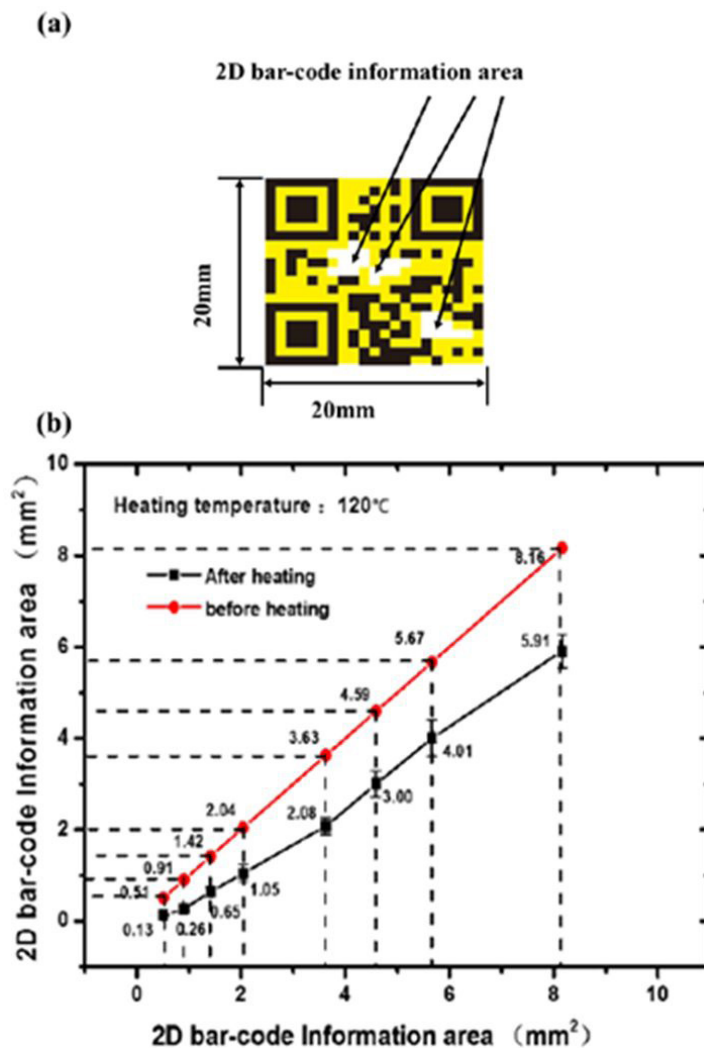 (a)
2D bar-code information area
20mm
20mm
(b)
2D bar-code Information area （mm²）
10
8
6
4
2
0
Heating temperature ： 120℃
After heating
before heating
8.16
5.91
5.67
4.59
4.01
3.63
3.00
2.04
2.08
1.42
1.05
0.91
0.65
0.51
0.26
0.13
0
2
4
6
8
10
2D bar-code Information area （mm²）